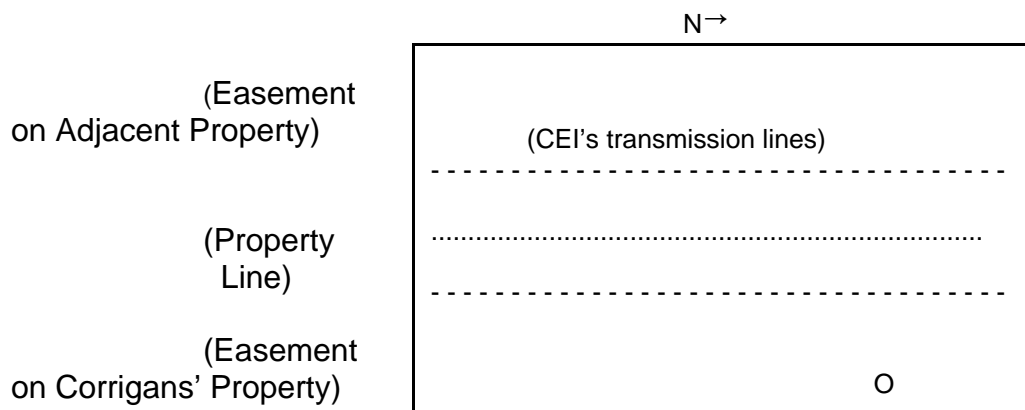 N→
(Easement
on Adjacent Property)
(CEI's transmission lines)
(Property
Line)
(Easement
on Corrigans' Property)
O